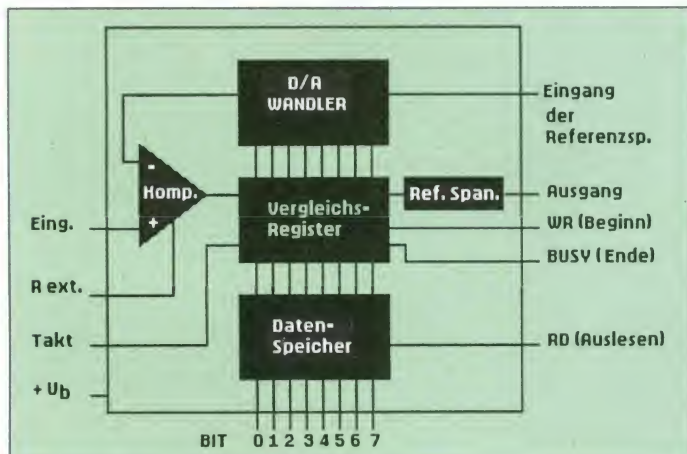 D/A
WANDLER
Eingang
der
Referenzsp.
-
Komp.
+
Vergleichs-
Register
Ref. Span.
Ausgang
Eing.
WR (Beginn)
BUSY (Ende)
R ext.
Takt
Daten-
Speicher
RD (Auslesen)
+ Ub
BIT 0 1 2 3 4 5 6 7